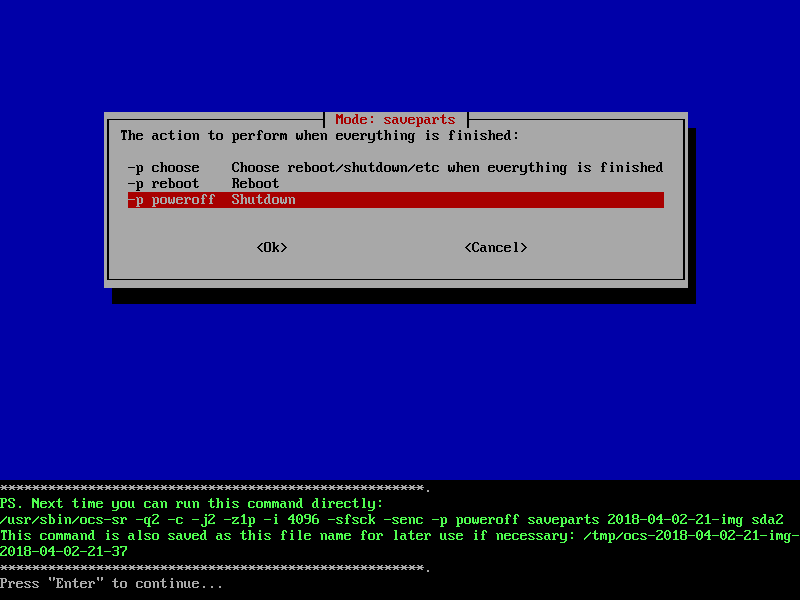 Mode: saveparts
The action to perform when everything is finished:
-p choose    Choose reboot/shutdown/etc when everything is finished
-p reboot    Reboot
-p poweroff  Shutdown
<Ok>                      <Cancel>
*****************************************************.
PS. Next time you can run this command directly:
/usr/sbin/ocs-sr -q2 -c -j2 -z1p -i 4096 -sfsck -senc -p poweroff saveparts 2018-04-02-21-img sda2
This command is also saved as this file name for later use if necessary: /tmp/ocs-2018-04-02-21-img-
2018-04-02-21-37
*****************************************************.
Press "Enter" to continue...